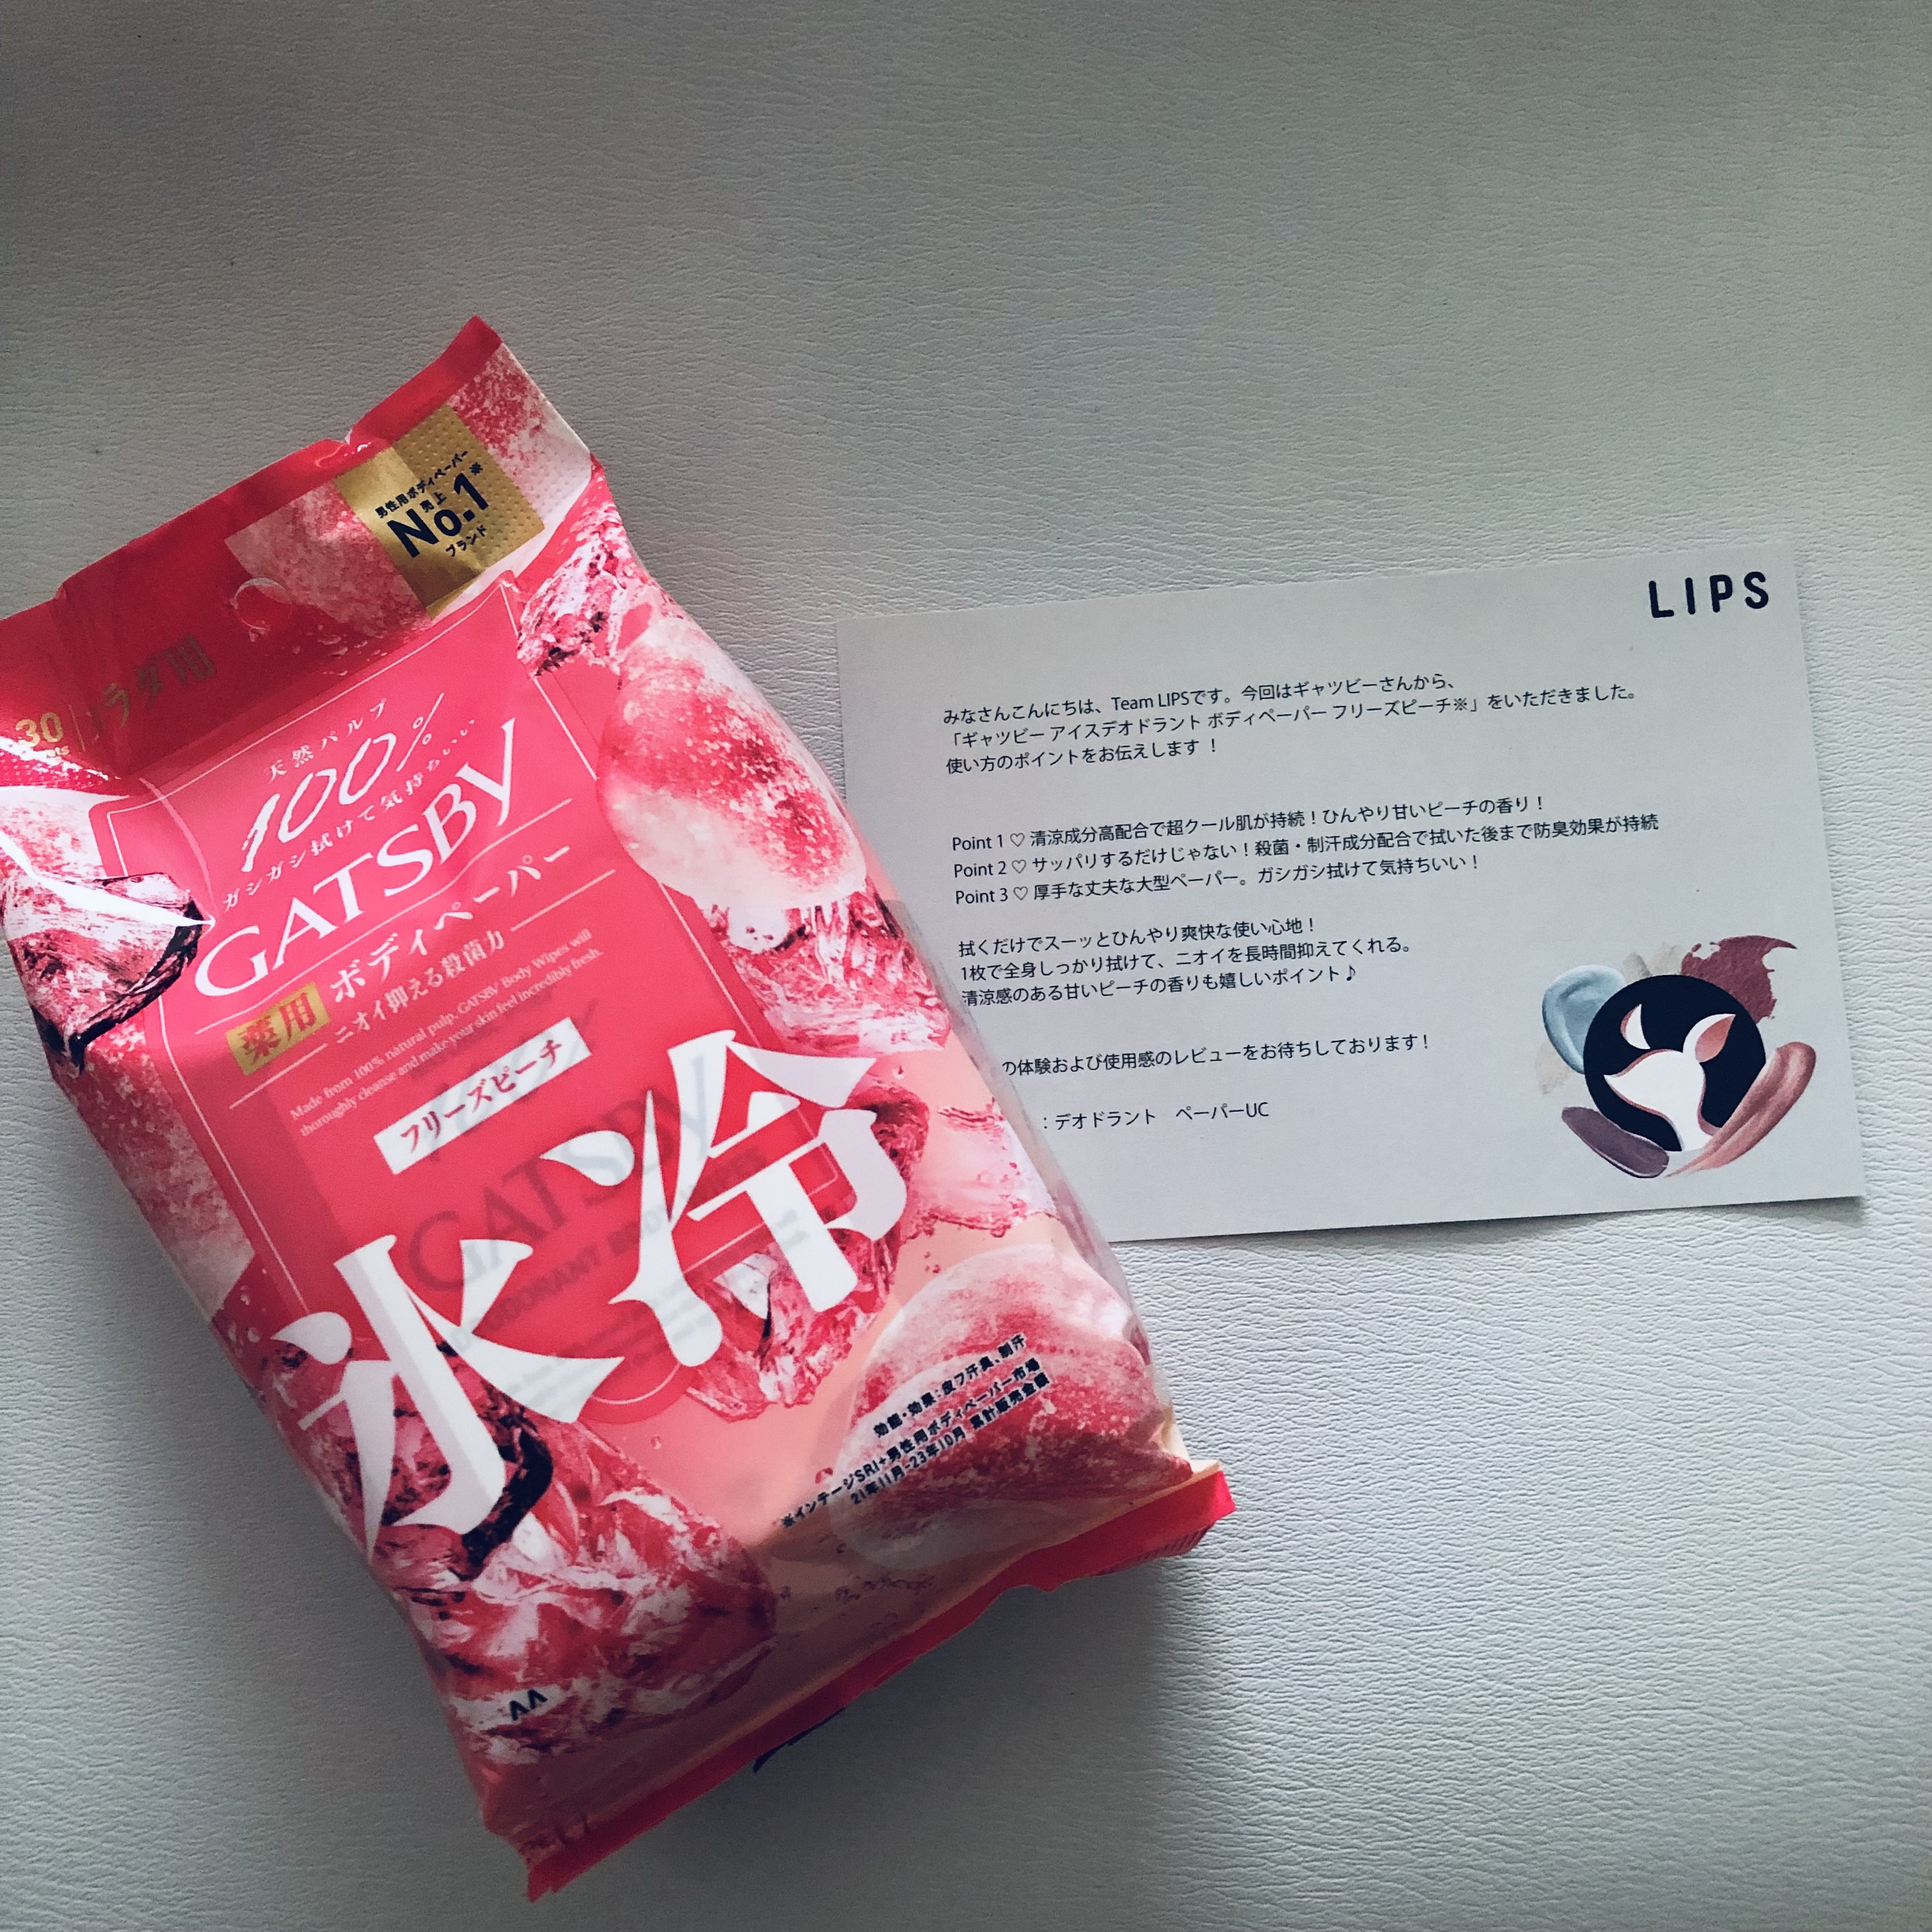 男性用ボディペーパー
売上
No.1※
ブランド
30
カラダ用
天然パルプ
100%
ガシガシ拭けて気持ちいい
GATSBY
薬用 ボディペーパー
ニオイ抑える殺菌力
Made from 100% natural pulp, GATSBY Body Wipes will
thoroughly cleanse and make your skin feel incredibly fresh.
フリーズピーチ
氷冷
GATSBY
効能・効果：皮フ汗臭、制汗
※インテージSRI+男性用ボディペーパー市場
21年11月-23年10月 累計販売金額
LIPS
みなさんこんにちは、Team LIPSです。今回はギャツビーさんから、
「ギャツビー アイスデオドラント ボディペーパー フリーズピーチ※」をいただきました。
使い方のポイントをお伝えします！
Point 1 ♡ 清涼成分高配合で超クール肌が持続！ひんやり甘いピーチの香り！
Point 2 ♡ サッパリするだけじゃない！殺菌・制汗成分配合で拭いた後まで防臭効果が持続
Point 3 ♡ 厚手な丈夫な大型ペーパー。ガシガシ拭けて気持ちいい！
拭くだけでスーッとひんやり爽快な使い心地！
1枚で全身しっかり拭けて、ニオイを長時間抑えてくれる。
清涼感のある甘いピーチの香りも嬉しいポイント♪
の体験および使用感のレビューをお待ちしております！
：デオドラント　ペーパーUC